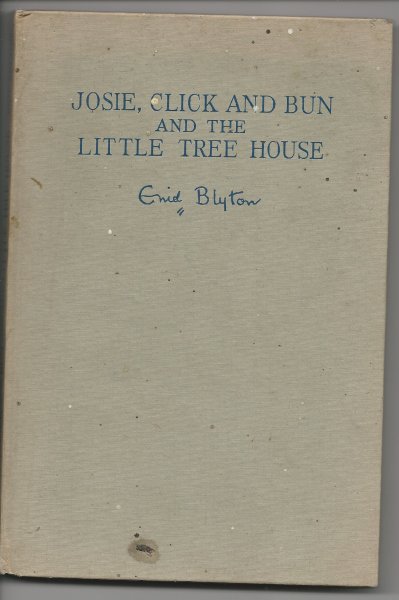 JOSIE, CLICK AND BUN
AND THE
LITTLE TREE HOUSE
Enid Blyton